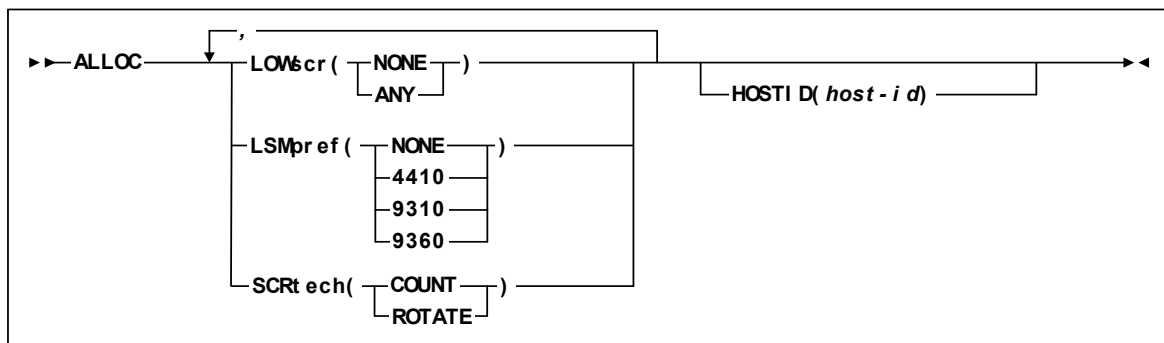 ,
ALLOC LOWscr( NONE )
ANY
HOSTID(host-id)
LSMpref( NONE )
4410
9310
9360
SCRtech( COUNT )
ROTATE